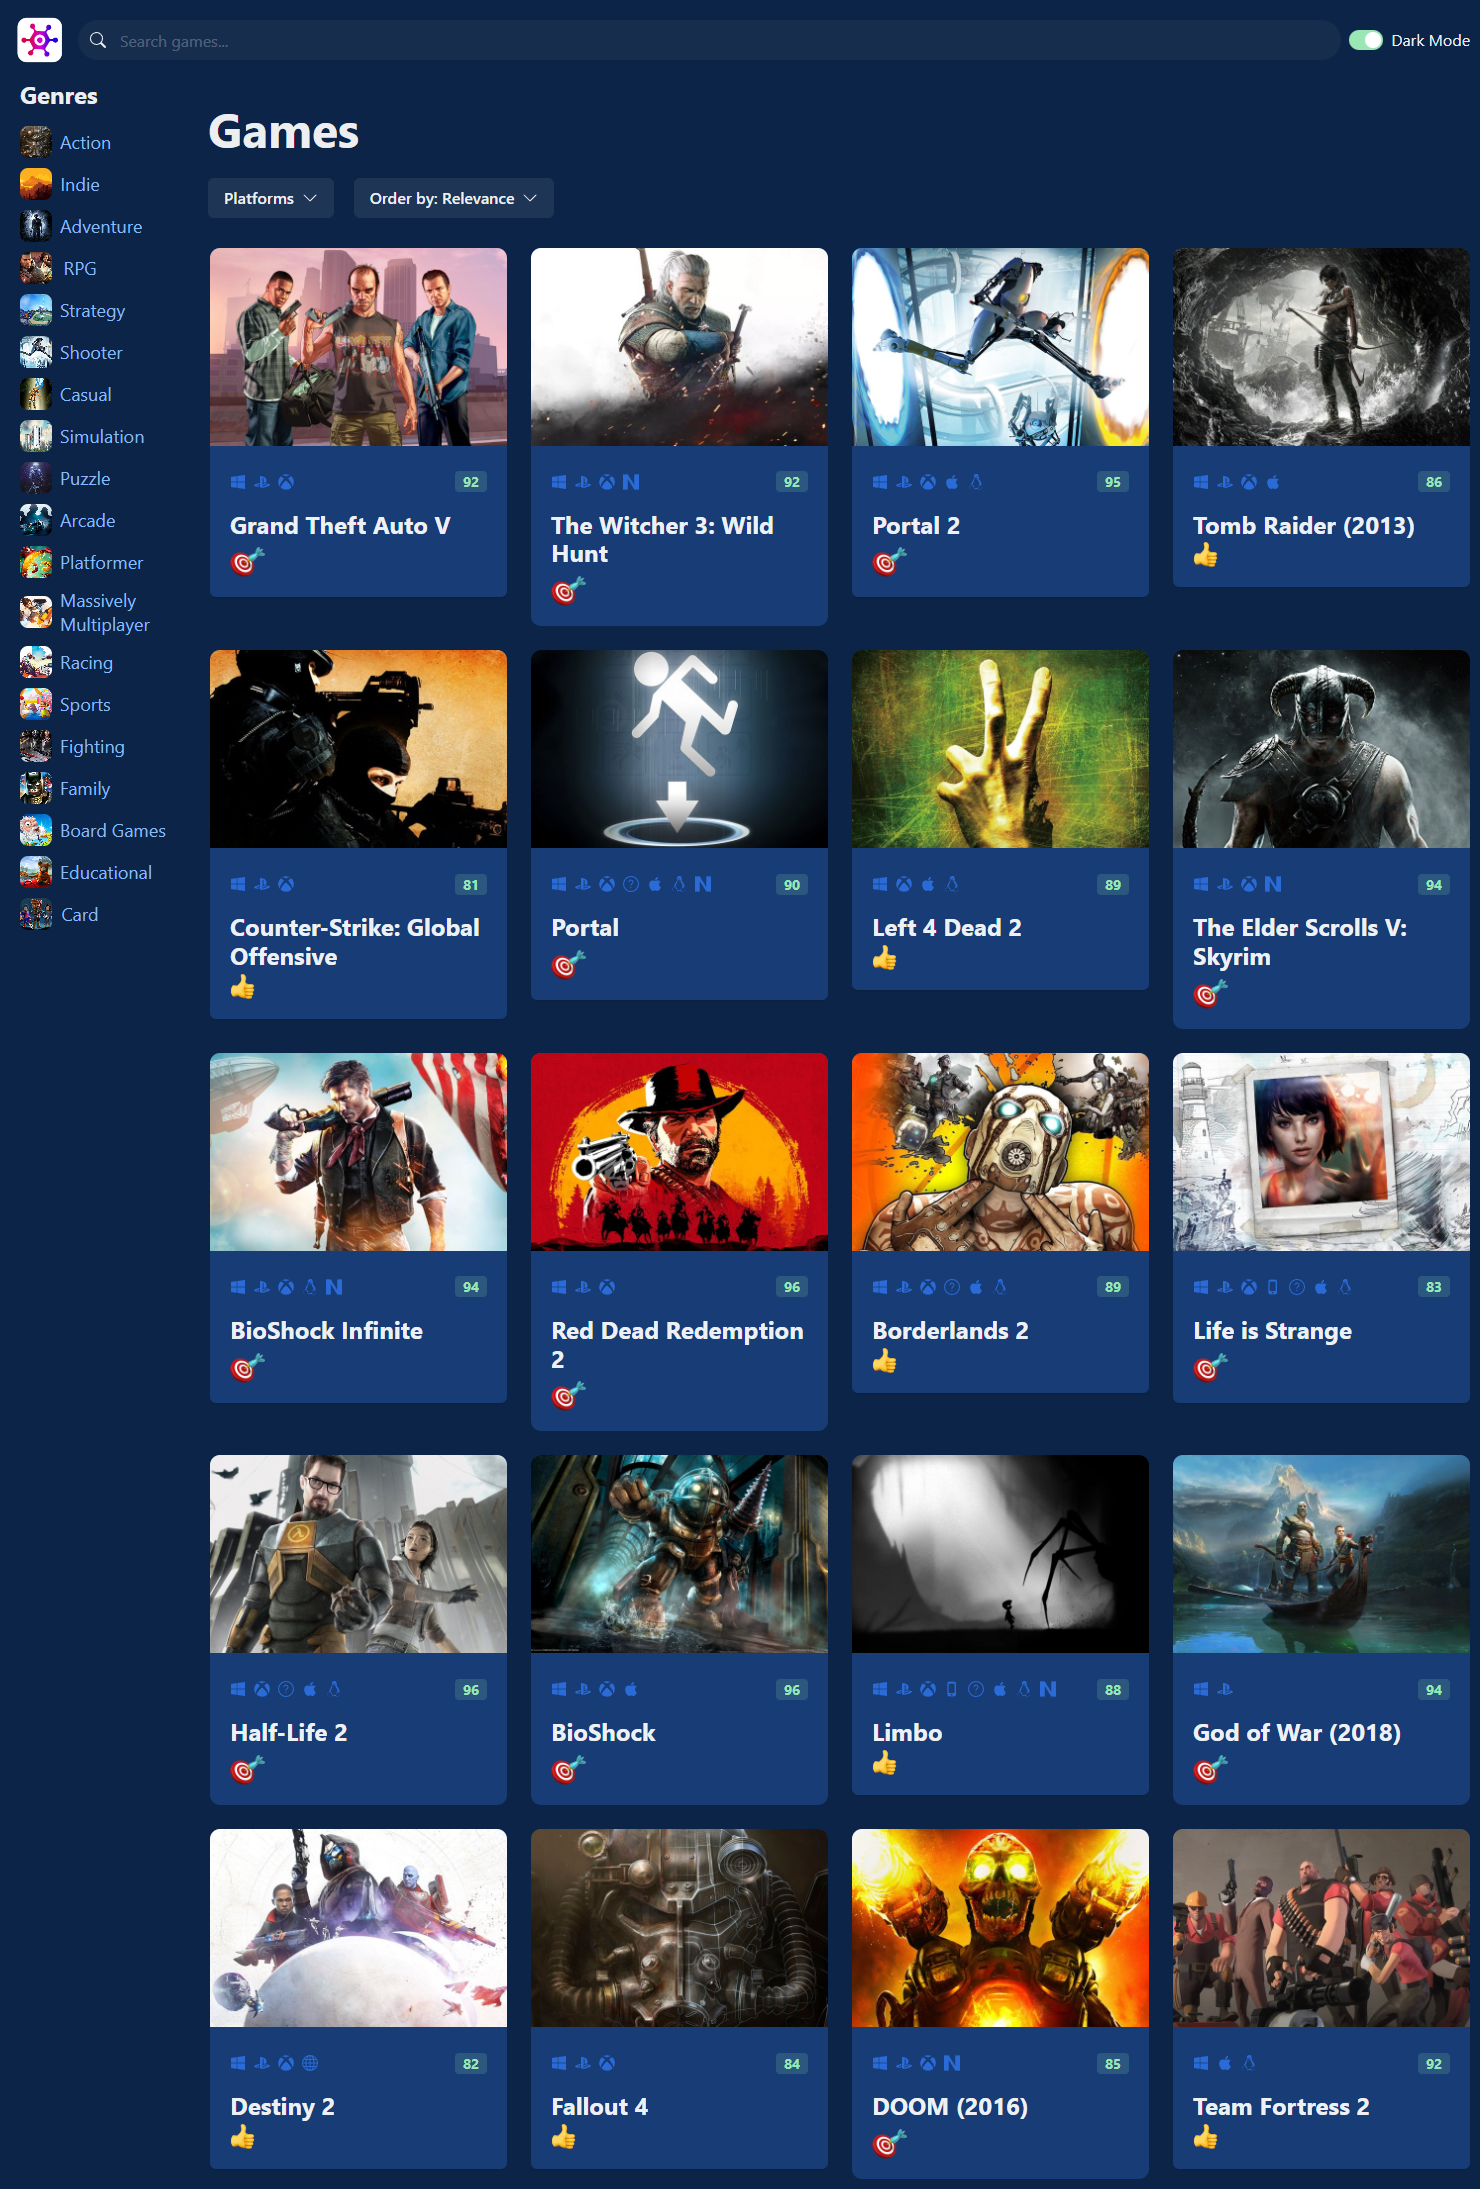 Search games...
Dark Mode
Genres
Action
Indie
Adventure
RPG
Strategy
Shooter
Casual
Simulation
Puzzle
Arcade
Platformer
Massively
Multiplayer
Racing
Sports
Fighting
Family
Board Games
Educational
Card
Games
Platforms
Order by: Relevance
92
Grand Theft Auto V
92
The Witcher 3: Wild
Hunt
95
Portal 2
86
Tomb Raider (2013)
81
Counter-Strike: Global
Offensive
90
Portal
89
Left 4 Dead 2
94
The Elder Scrolls V:
Skyrim
94
BioShock Infinite
96
Red Dead Redemption
2
89
Borderlands 2
83
Life is Strange
96
Half-Life 2
96
BioShock
88
Limbo
94
God of War (2018)
82
Destiny 2
84
Fallout 4
85
DOOM (2016)
92
Team Fortress 2